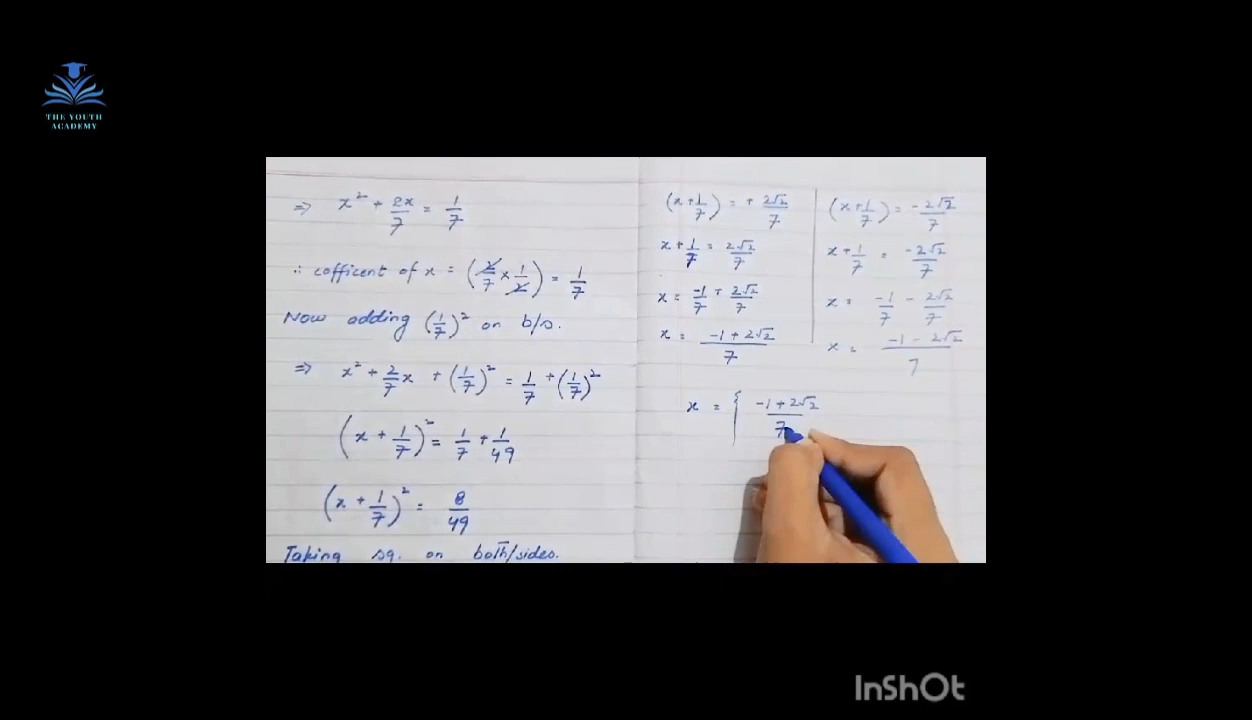 THE YOUTH
ACADEMY
⇒ x² + 2x/7 = 1/7
∴ cofficent of x = (2/7 × 1/2) = 1/7
Now adding (1/7)² on b/s.
⇒ x² + 2/7 x + (1/7)² = 1/7 + (1/7)²
(x + 1/7)² = 1/7 + 1/49
(x + 1/7)² = 8/49
Taking sq. on both/sides.
(x + 1/7) = + 2√2/7
x + 1/7 = 2√2/7
x = -1/7 + 2√2/7
x = -1 + 2√2/7
(x + 1/7) = - 2√2/7
x + 1/7 = -2√2/7
x = -1/7 - 2√2/7
x = -1 - 2√2/7
x = { -1 + 2√2/7
InShOt